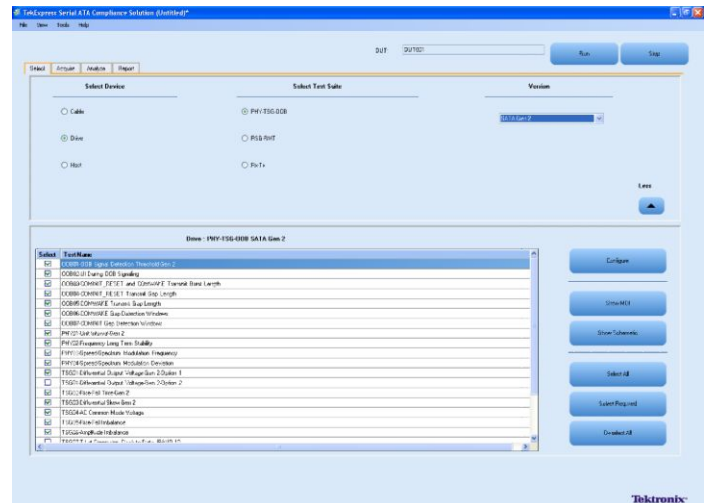 TekExpress Serial ATA Compliance Solution (Untitled)*
File View Tools Help
DUT DUT001
Run Stop
Select Acquire Analyze Report
Select Device Select Test Suite Version
Cable PHY-TSG-OOB
SATA Gen 2
Drive RSG-RMT
Host Rx-Tx
Less
Drive : PHY-TSG-OOB SATA Gen 2
Select Test Name
OOB01-OOB Signal Detection Threshold Gen 2
OOB02-UI During OOB Signaling
OOB03-COMINIT_RESET and COMWAKE Transmit Burst Length
OOB04-COMINIT_RESET Transmit Gap Length
OOB05-COMWAKE Transmit Gap Length
OOB06-COMWAKE Gap Detection Windows
OOB07-COMINIT Gap Detection Windows
PHY01-Unit Interval-Gen 2
PHY02-Frequency Long Term Stability
PHY03-Spread Spectrum Modulation Frequency
PHY04-Spread Spectrum Modulation Deviation
TSG01-Differential Output Voltage-Gen 2-Option 1
TSG01-Differential Output Voltage-Gen 2-Option 2
TSG02-Rise Fall Time-Gen 2
TSG03-Differential Skew Gen 2
TSG04-AC Common Mode Voltage
TSG05-Rise Fall Imbalance
TSG06-Amplitude Imbalance
Configure
Show MOI
Show Schematic
Select All
Select Required
Deselect All
Tektronix